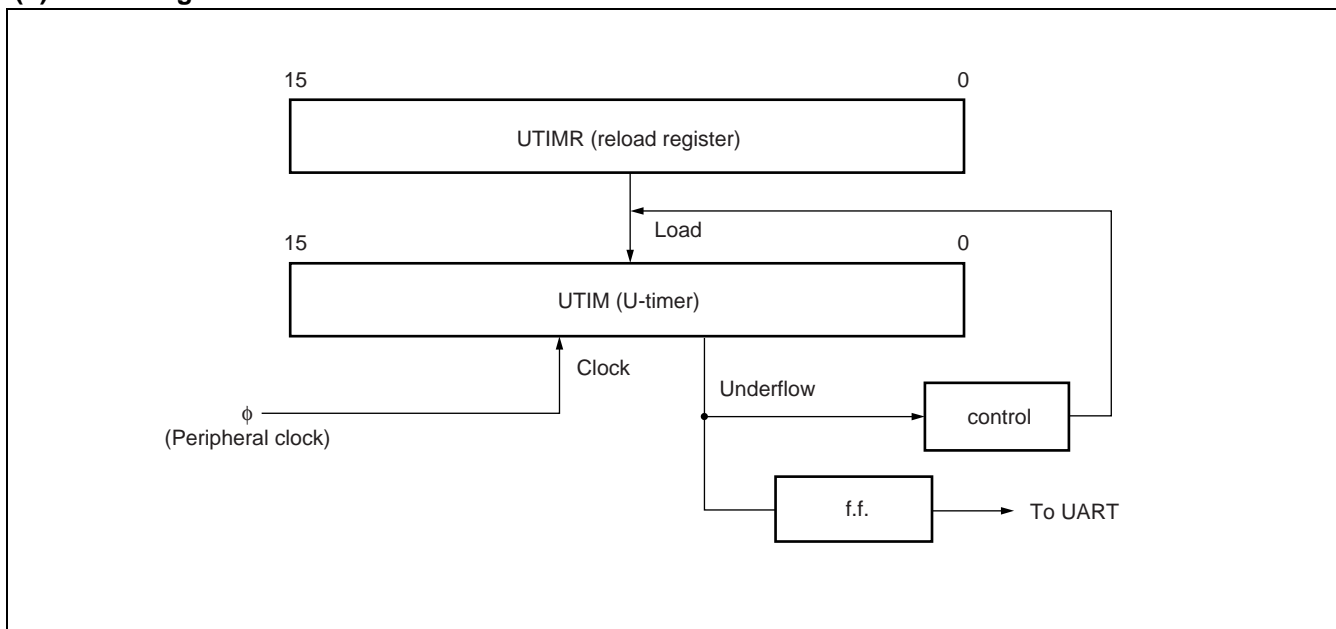 15 0
UTIMR (reload register)
Load
15 0
UTIM (U-timer)
Clock
Underflow
control
φ
(Peripheral clock)
f.f.
To UART